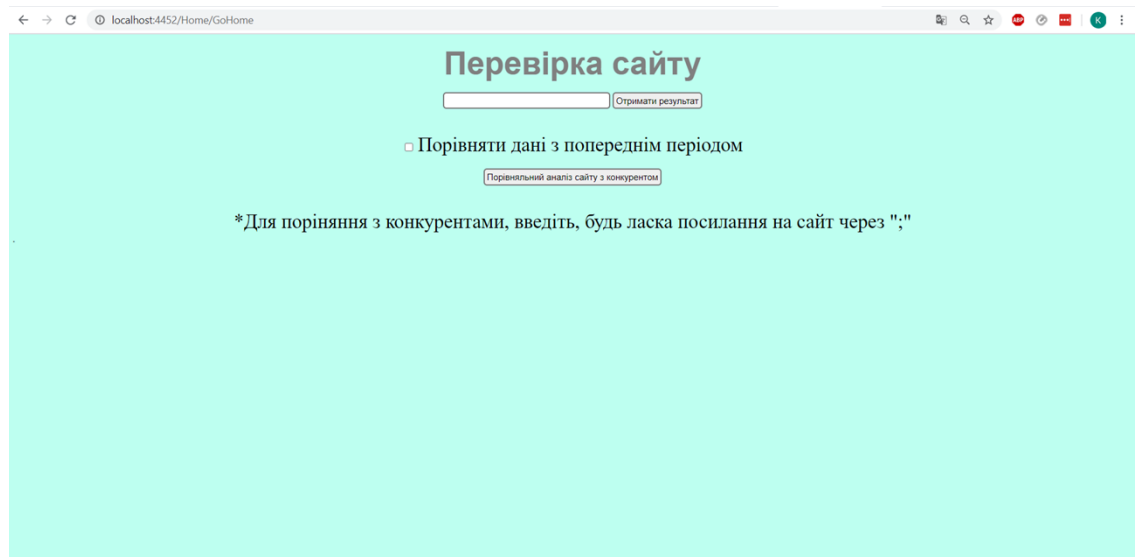 localhost:4452/Home/GoHome
ABP
K
Перевірка сайту
Отримати результат
Порівняти дані з попереднім періодом
Порівняльний аналіз сайту з конкурентом
*Для поріняння з конкурентами, введіть, будь ласка посилання на сайт через ";"
.